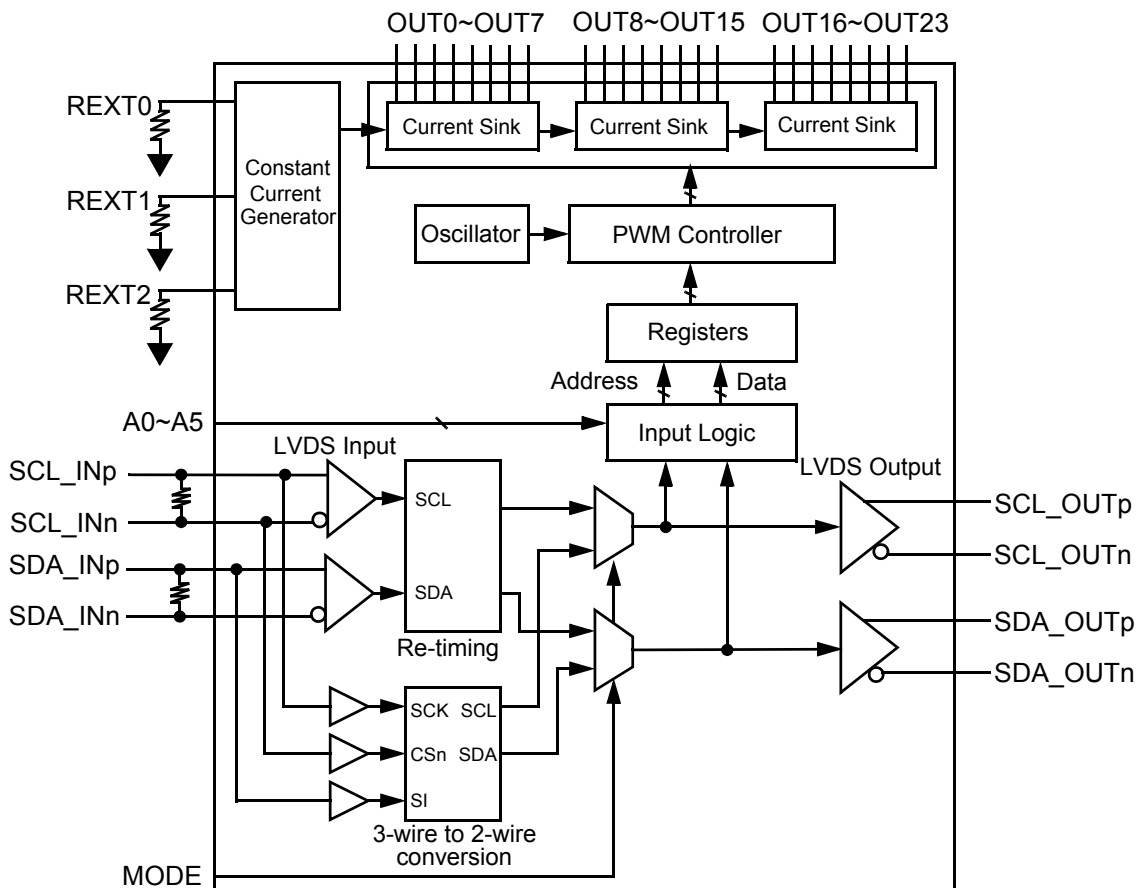 OUT0~OUT7 OUT8~OUT15 OUT16~OUT23
REXT0
REXT1
REXT2
Constant
Current
Generator
Current Sink
Current Sink
Current Sink
Oscillator
PWM Controller
Registers
Address
Data
A0~A5
Input Logic
LVDS Input
LVDS Output
SCL_INp
SCL_INn
SDA_INp
SDA_INn
SCL
SDA
Re-timing
SCL_OUTp
SCL_OUTn
SDA_OUTp
SDA_OUTn
SCK SCL
CSn SDA
SI
3-wire to 2-wire
conversion
MODE